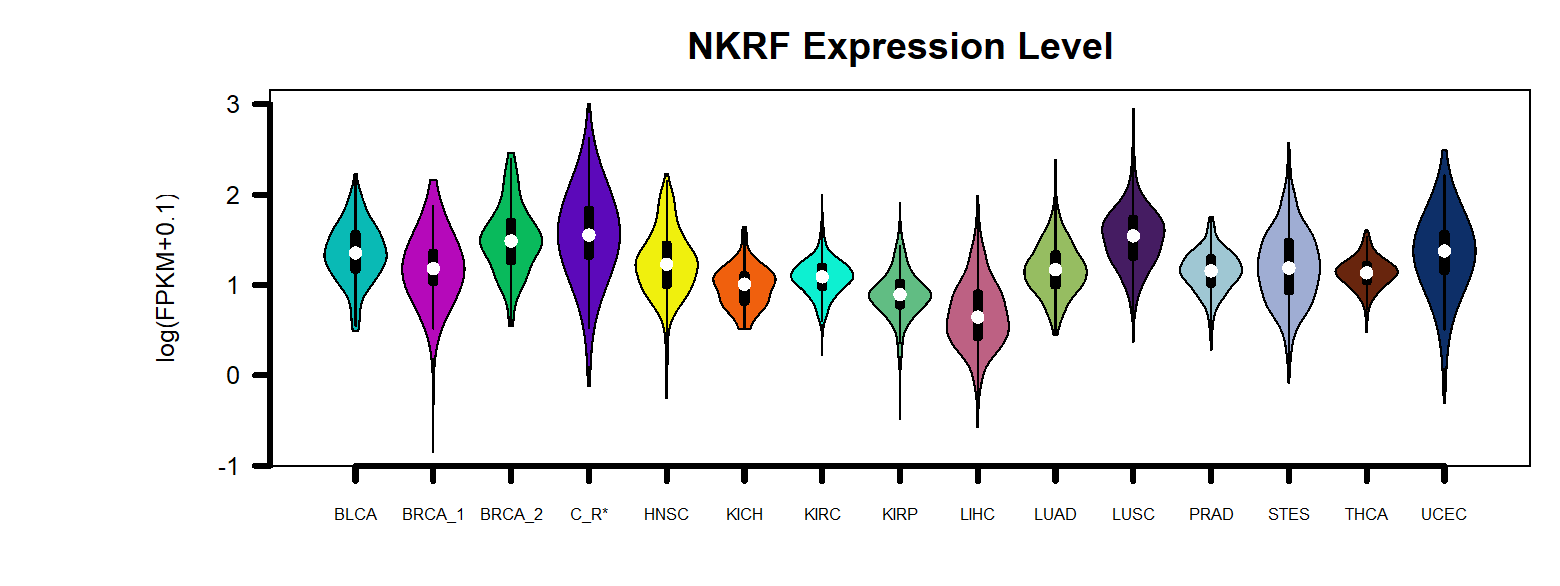 NKRF Expression Level
log(FPKM+0.1)
3
2
1
0
-1
BLCA BRCA_1 BRCA_2 C_R* HNSC KICH KIRC KIRP LIHC LUAD LUSC PRAD STES THCA UCEC